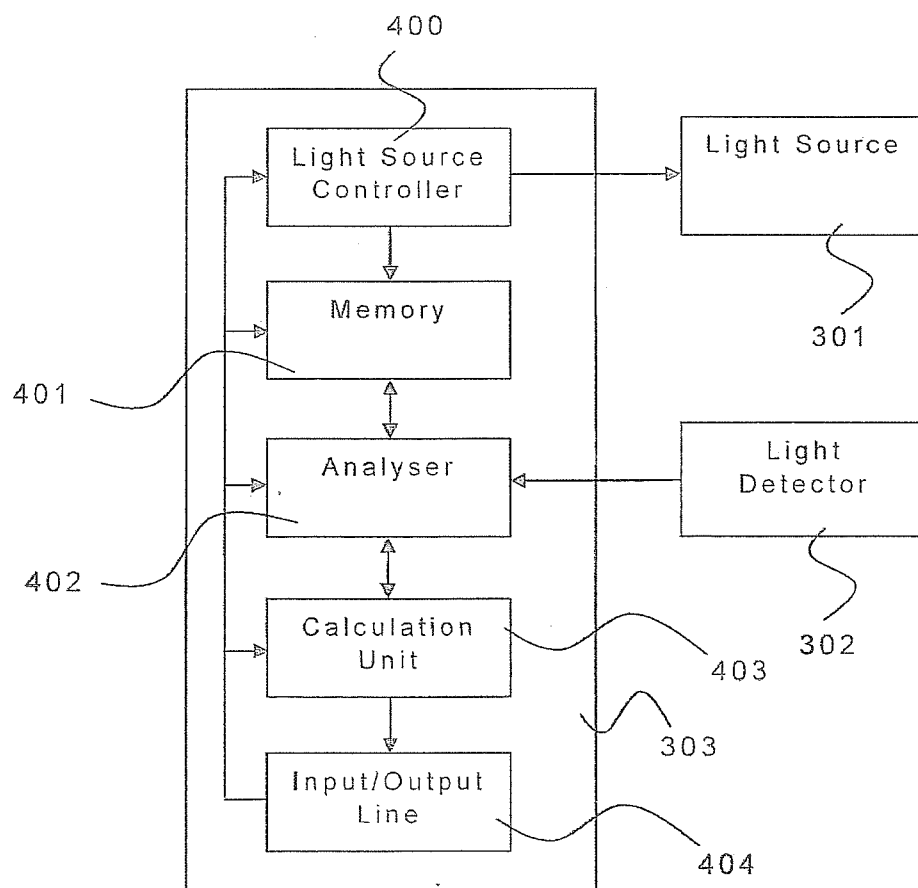 400
Light Source
Controller
Light Source
301
Memory
401
Analyser
Light
Detector
402
302
Calculation
Unit
403
303
Input/Output
Line
404